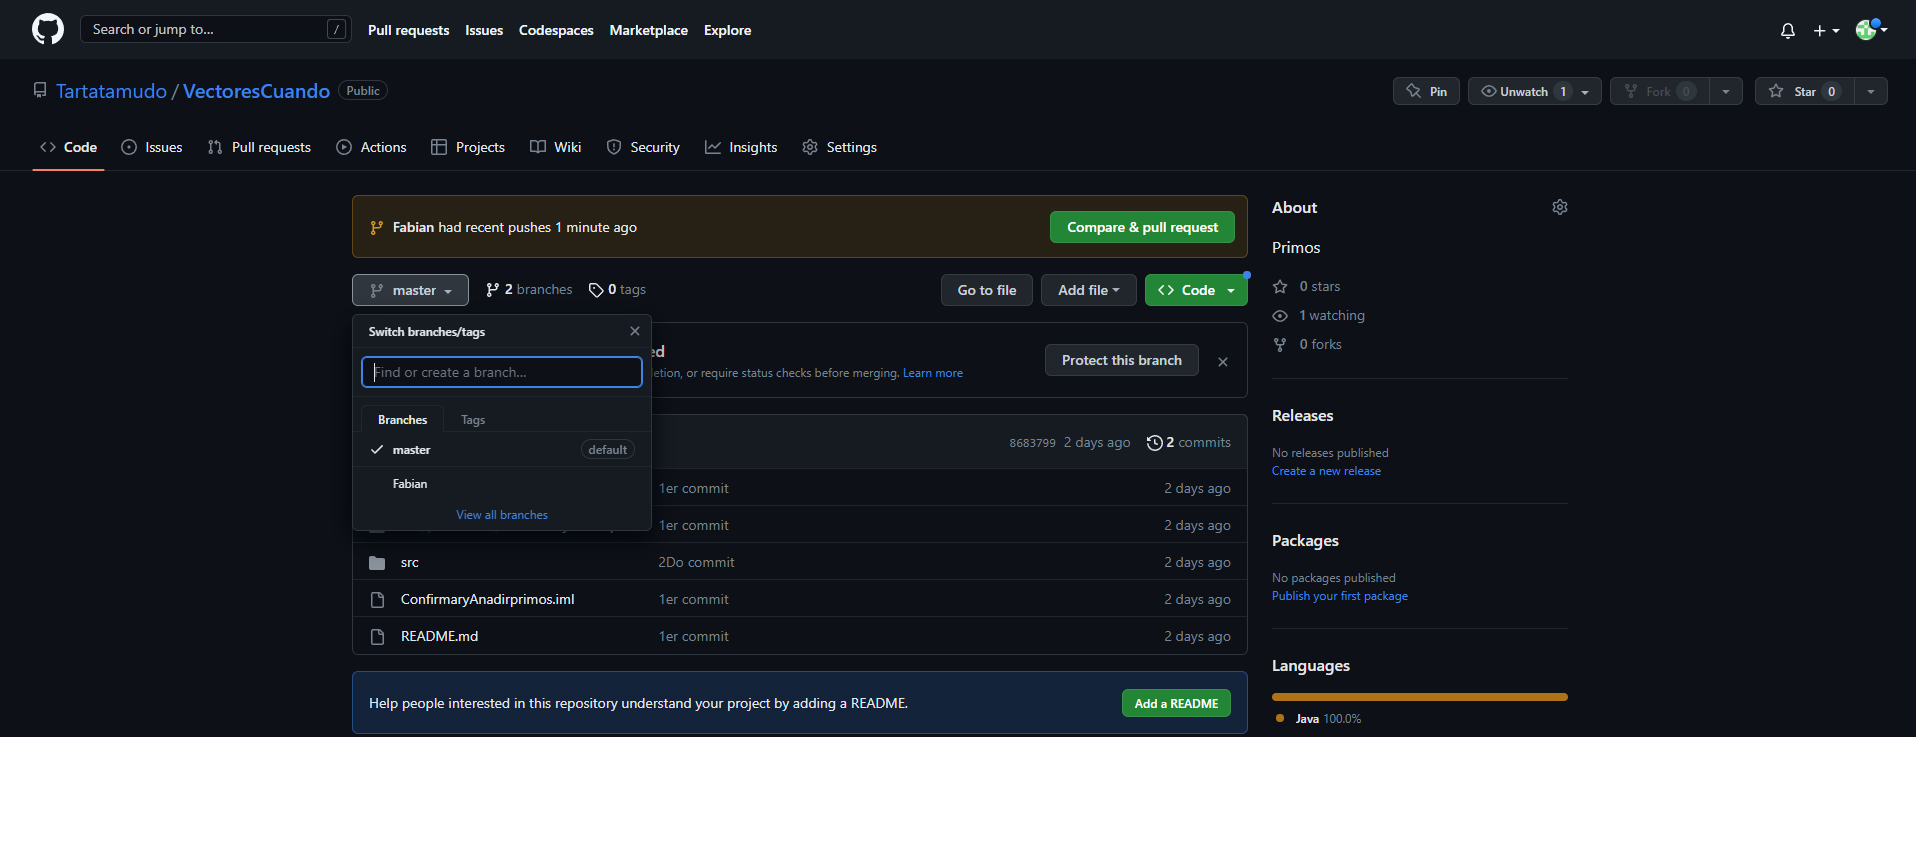 Search or jump to... /
Pull requests Issues Codespaces Marketplace Explore
Tartatamudo / VectoresCuando Public
Pin Unwatch 1 Fork 0 Star 0
Code Issues Pull requests Actions Projects Wiki Security Insights Settings
Fabian had recent pushes 1 minute ago Compare & pull request
master 2 branches 0 tags Go to file Add file Code
Switch branches/tags
Find or create a branch...
Branches Tags
master default
Fabian
View all branches
Protect this branch
or require status checks before merging. Learn more
8683799 2 days ago 2 commits
1er commit 2 days ago
1er commit 2 days ago
src 2Do commit 2 days ago
ConfirmaryAnadirprimos.iml 1er commit 2 days ago
README.md 1er commit 2 days ago
Help people interested in this repository understand your project by adding a README. Add a README
About
Primos
0 stars
1 watching
0 forks
Releases
No releases published
Create a new release
Packages
No packages published
Publish your first package
Languages
Java 100.0%